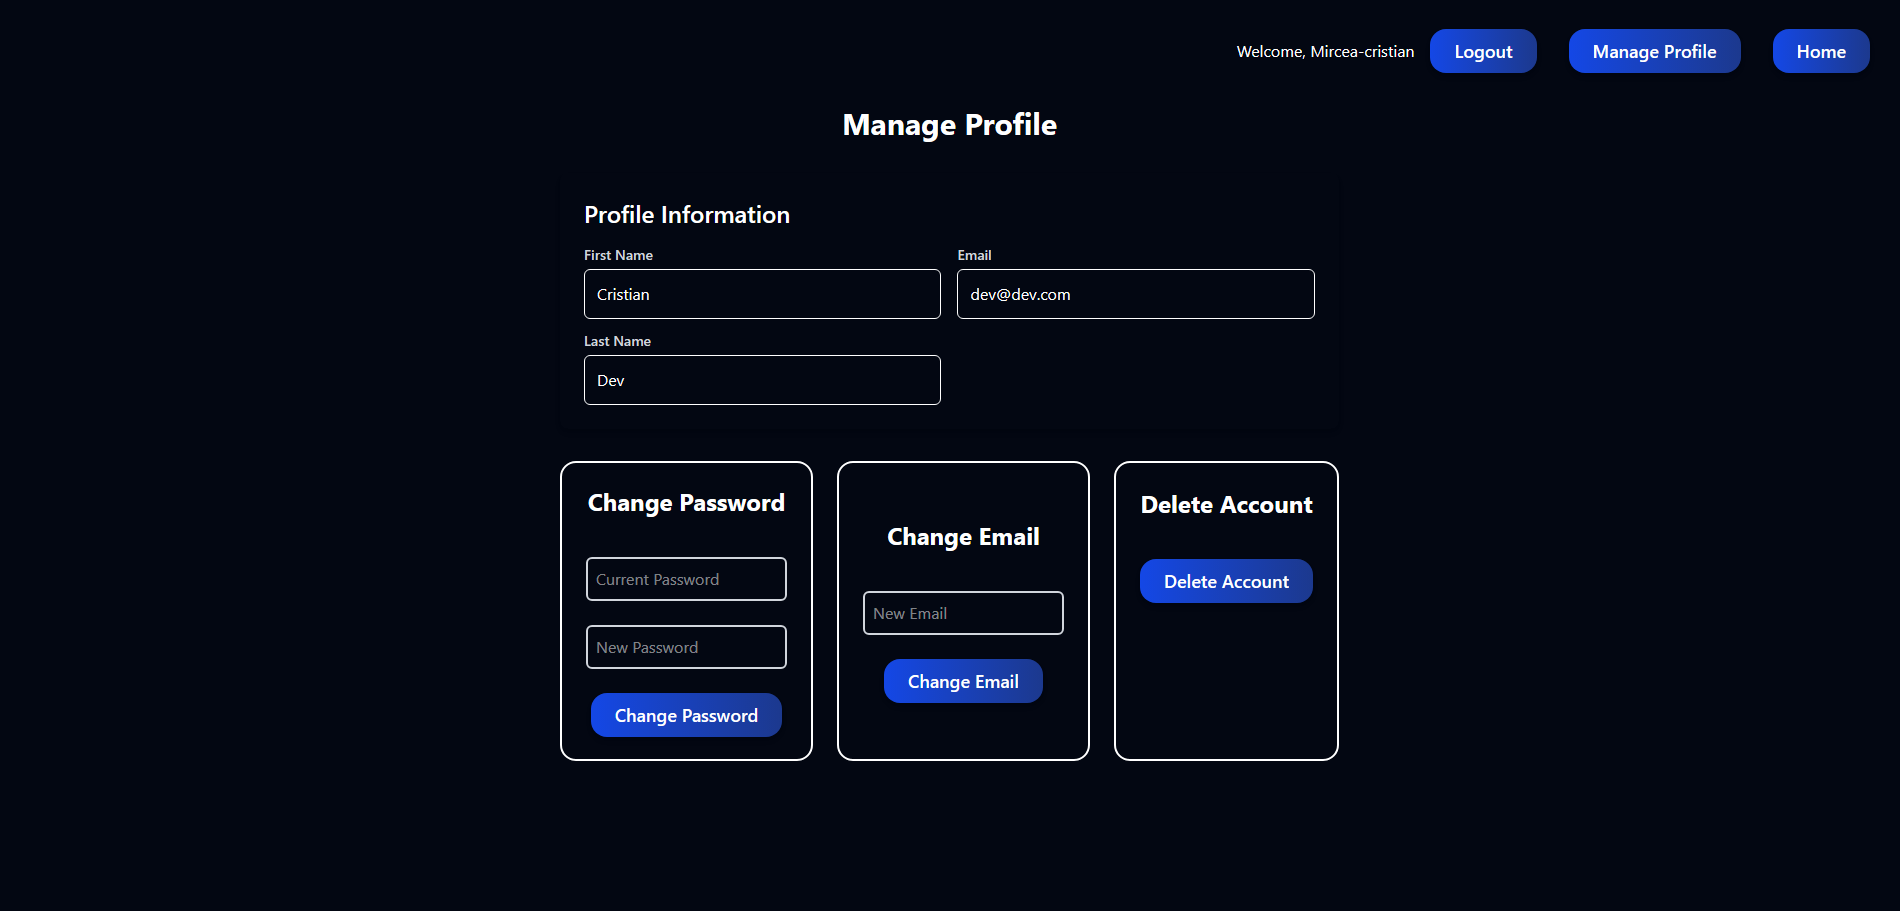 Welcome, Mircea-cristian Logout Manage Profile Home
Manage Profile
Profile Information
First Name
Cristian
Email
dev@dev.com
Last Name
Dev
Change Password
Current Password
New Password
Change Password
Change Email
New Email
Change Email
Delete Account
Delete Account